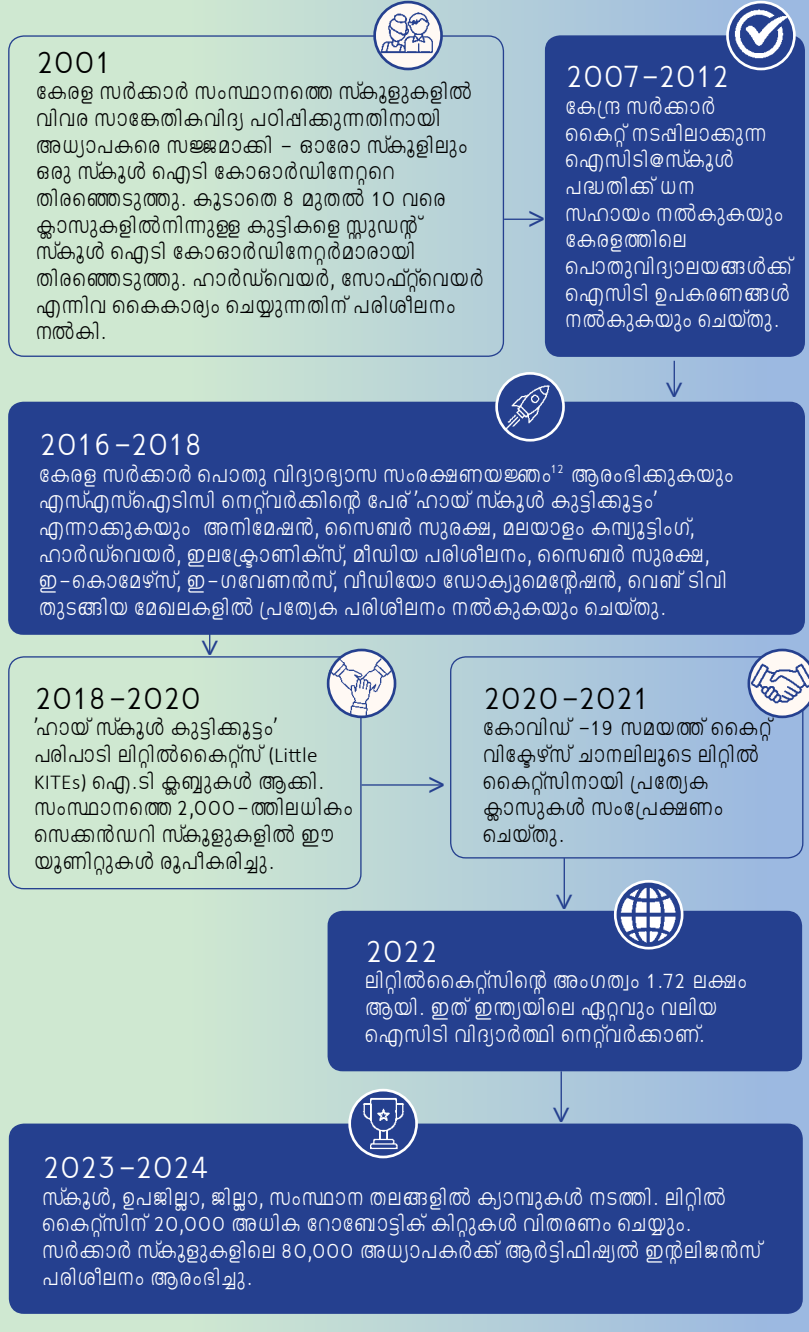 2001
കേരള സർക്കാർ സംസ്ഥാനത്തെ സ്കൂളുകളിൽ
വിവര സാങ്കേതികവിദ്യ പഠിപ്പിക്കുന്നതിനായി
അധ്യാപകരെ സജ്ജമാക്കി – ഓരോ സ്കൂളിലും
ഒരു സ്കൂൾ ഐടി കോഓർഡിനേറ്ററെ
തിരഞ്ഞെടുത്തു. കൂടാതെ 8 മുതൽ 10 വരെ
ക്ലാസുകളിൽനിന്നുള്ള കുട്ടികളെ സ്റ്റുഡന്റ്
സ്കൂൾ ഐടി കോഓർഡിനേറ്റർമാരായി
തിരഞ്ഞെടുത്തു. ഹാർഡ്‌വെയർ, സോഫ്റ്റ്‌വെയർ
എന്നിവ കൈകാര്യം ചെയ്യുന്നതിന് പരിശീലനം
നൽകി.
2007–2012
കേന്ദ്ര സർക്കാർ
കൈറ്റ് നടപ്പിലാക്കുന്ന
ഐസിടി@സ്കൂൾ
പദ്ധതിക്ക് ധന
സഹായം നൽകുകയും
കേരളത്തിലെ
പൊതുവിദ്യാലയങ്ങൾക്ക്
ഐസിടി ഉപകരണങ്ങൾ
നൽകുകയും ചെയ്തു.
2016–2018
കേരള സർക്കാർ പൊതു വിദ്യാഭ്യാസ സംരക്ഷണയജ്ഞം¹² ആരംഭിക്കുകയും
എസ്എസ്ഐടിസി നെറ്റ്‌വർക്കിന്റെ പേര് 'ഹായ് സ്കൂൾ കുട്ടിക്കൂട്ടം'
എന്നാക്കുകയും അനിമേഷൻ, സൈബർ സുരക്ഷ, മലയാളം കമ്പ്യൂട്ടിംഗ്,
ഹാർഡ്‌വെയർ, ഇലക്ട്രോണിക്സ്, മീഡിയ പരിശീലനം, സൈബർ സുരക്ഷ,
ഇ–കൊമേഴ്സ്, ഇ–ഗവേണൻസ്, വീഡിയോ ഡോക്യുമെന്റേഷൻ, വെബ് ടിവി
തുടങ്ങിയ മേഖലകളിൽ പ്രത്യേക പരിശീലനം നൽകുകയും ചെയ്തു.
2018–2020
'ഹായ് സ്കൂൾ കുട്ടിക്കൂട്ടം'
പരിപാടി ലിറ്റിൽകൈറ്റ്സ് (Little
KITEs) ഐ.ടി ക്ലബ്ബുകൾ ആക്കി.
സംസ്ഥാനത്തെ 2,000–ത്തിലധികം
സെക്കൻഡറി സ്കൂളുകളിൽ ഈ
യൂണിറ്റുകൾ രൂപീകരിച്ചു.
2020–2021
കോവിഡ് –19 സമയത്ത് കൈറ്റ്
വിക്ടേഴ്സ് ചാനലിലൂടെ ലിറ്റിൽ
കൈറ്റ്സിനായി പ്രത്യേക
ക്ലാസുകൾ സംപ്രേക്ഷണം
ചെയ്തു.
2022
ലിറ്റിൽകൈറ്റ്സിന്റെ അംഗത്വം 1.72 ലക്ഷം
ആയി. ഇത് ഇന്ത്യയിലെ ഏറ്റവും വലിയ
ഐസിടി വിദ്യാർത്ഥി നെറ്റ്‌വർക്കാണ്.
2023–2024
സ്കൂൾ, ഉപജില്ലാ, ജില്ലാ, സംസ്ഥാന തലങ്ങളിൽ ക്യാമ്പുകൾ നടത്തി. ലിറ്റിൽ
കൈറ്റ്സിന് 20,000 അധിക റോബോട്ടിക് കിറ്റുകൾ വിതരണം ചെയ്യും.
സർക്കാർ സ്കൂളുകളിലെ 80,000 അധ്യാപകർക്ക് ആർട്ടിഫിഷ്യൽ ഇന്റലിജൻസ്
പരിശീലനം ആരംഭിച്ചു.